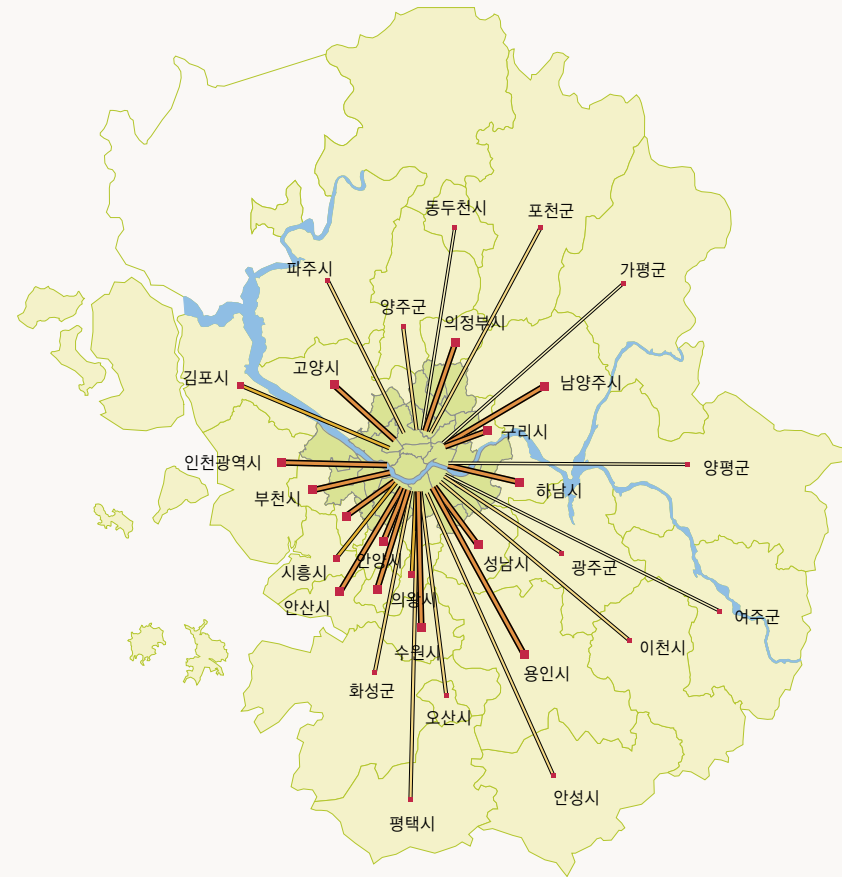 동두천시
포천군
파주시
가평군
양주군
의정부시
고양시
김포시
남양주시
구리시
인천광역시
양평군
부천시
하남시
안양시
성남시
광주군
시흥시
안산시
의왕시
여주군
수원시
이천시
용인시
화성군
오산시
안성시
평택시